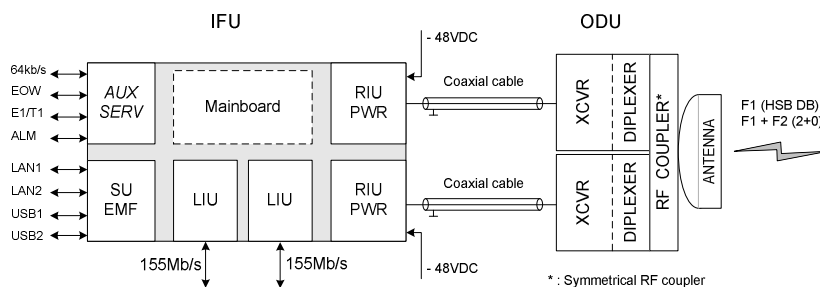 IFU
ODU
- 48VDC
64kb/s
EOW
E1/T1
ALM
AUX
SERV
Mainboard
RIU
PWR
Coaxial cable
XCVR
DIPLEXER
RF COUPLER*
ANTENNA
F1 (HSB DB)
F1 + F2 (2+0)
LAN1
LAN2
USB1
USB2
SU
EMF
LIU
LIU
RIU
PWR
Coaxial cable
XCVR
DIPLEXER
155Mb/s
155Mb/s
- 48VDC
* : Symmetrical RF coupler